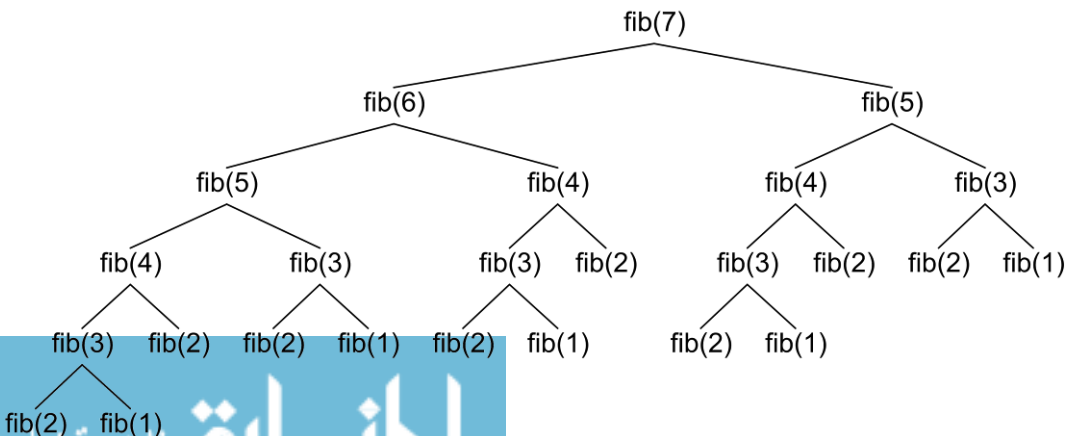 fib(7)
fib(6) fib(5)
fib(5) fib(4) fib(4) fib(3)
fib(4) fib(3) fib(3) fib(2) fib(3) fib(2) fib(2) fib(1)
fib(3) fib(2) fib(2) fib(1) fib(2) fib(1) fib(2) fib(1)
fib(2) fib(1)